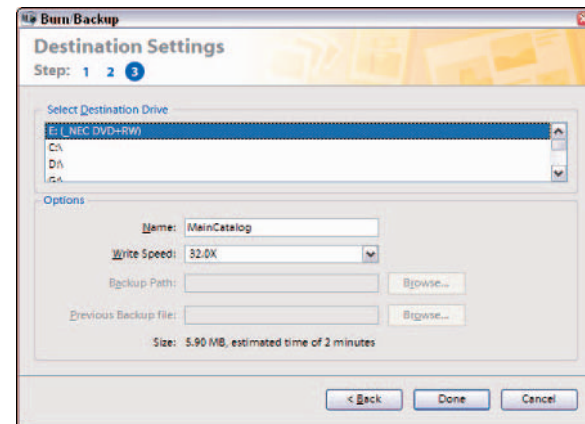 Burn/Backup
Destination Settings
Step: 1 2 3
Select Destination Drive
E: (_NEC DVD+RW)
C:\
D:\
G:\
Options
Name: MainCatalog
Write Speed: 32.0X
Backup Path: Browse...
Previous Backup file: Browse...
Size: 5.90 MB, estimated time of 2 minutes
< Back Done Cancel